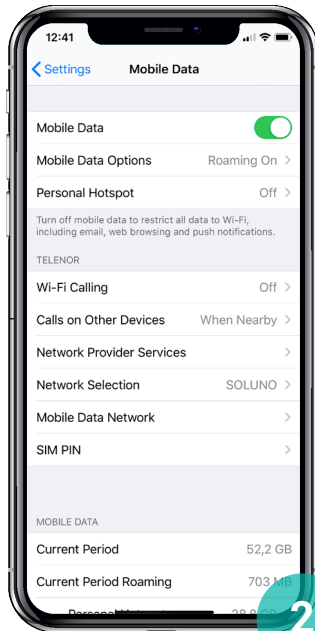 12:41
Settings Mobile Data
Mobile Data
Mobile Data Options Roaming On
Personal Hotspot Off
Turn off mobile data to restrict all data to Wi-Fi,
including email, web browsing and push notifications.
TELENOR
Wi-Fi Calling Off
Calls on Other Devices When Nearby
Network Provider Services
Network Selection SOLUNO
Mobile Data Network
SIM PIN
MOBILE DATA
Current Period 52,2 GB
Current Period Roaming 703 MB
Personal
2